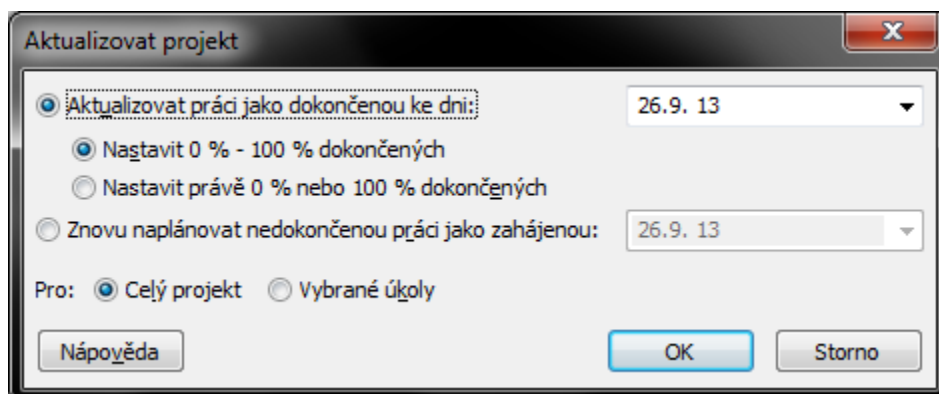 Aktualizovat projekt
Aktualizovat práci jako dokončenou ke dni: 26.9. 13
Nastavit 0 % - 100 % dokončených
Nastavit právě 0 % nebo 100 % dokončených
Znovu naplánovat nedokončenou práci jako zahájenou: 26.9. 13
Pro: Celý projekt Vybrané úkoly
Nápověda OK Storno